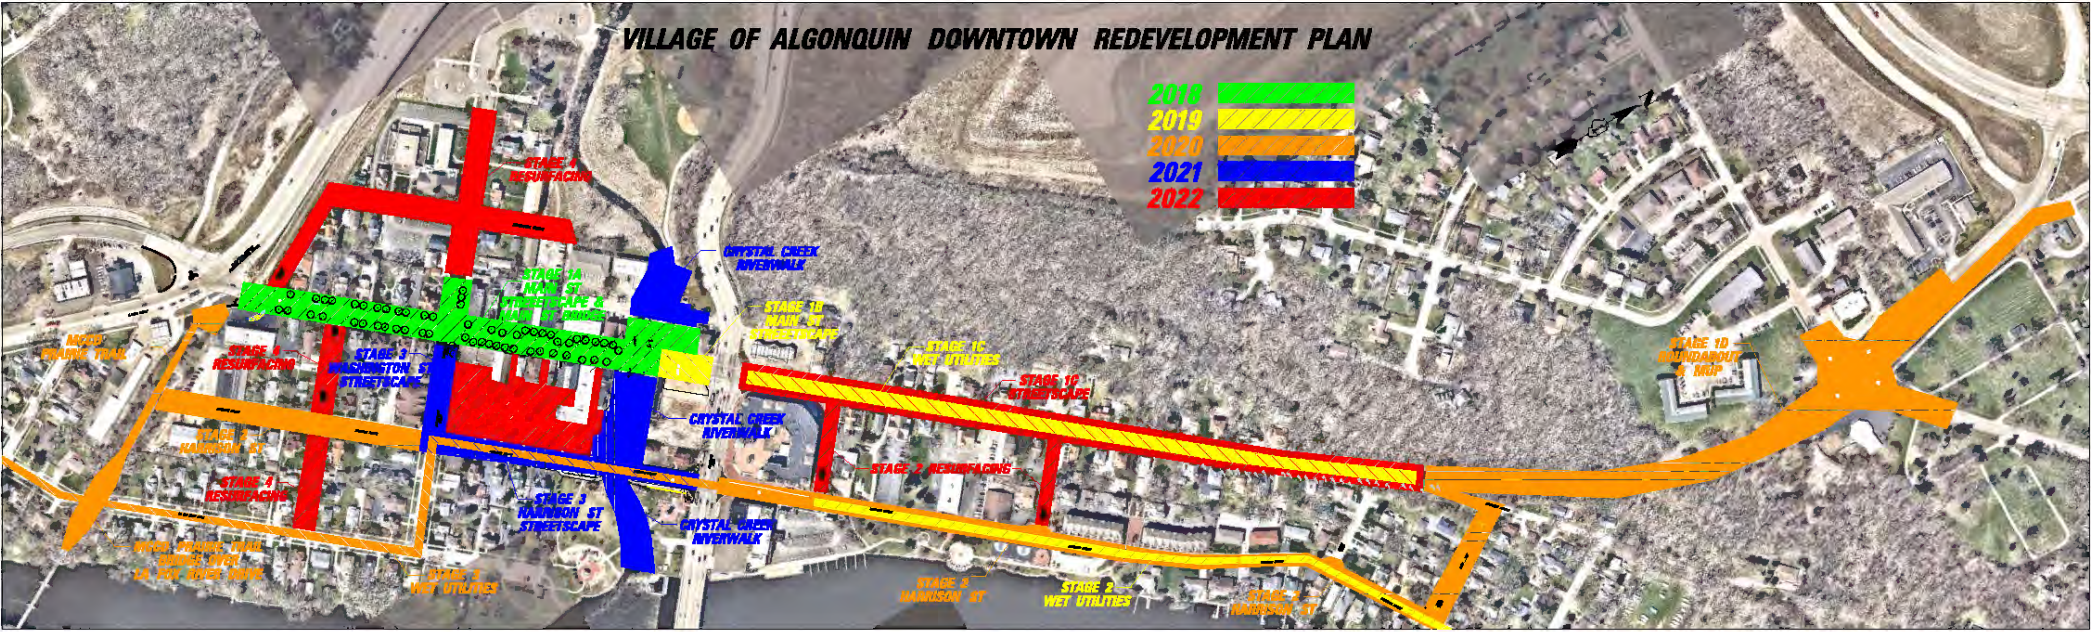 VILLAGE OF ALGONQUIN DOWNTOWN REDEVELOPMENT PLAN
2018
2019
2020
2021
2022
N
STAGE 4
RESURFACING
CRYSTAL CREEK
RIVERWALK
STAGE 1A
MAIN ST
STREETSCAPE &
MAIN ST BRIDGE
STAGE 1B
MAIN ST
STREETSCAPE
MCCD
PRAIRIE TRAIL
STAGE 4
RESURFACING
STAGE 3
WASHINGTON ST
STREETSCAPE
STAGE 1C
WET UTILITIES
STAGE 1C
STREETSCAPE
STAGE 1D
ROUNDABOUT
& MUP
CRYSTAL CREEK
RIVERWALK
STAGE 2
HARRISON ST
STAGE 2 RESURFACING
STAGE 4
RESURFACING
STAGE 3
HARRISON ST
STREETSCAPE
CRYSTAL CREEK
RIVERWALK
MCCD PRAIRIE TRAIL
BRIDGE OVER
LA FOX RIVER DRIVE
WET UTILITIES
STAGE 2
HARRISON ST
STAGE 2
WET UTILITIES
STAGE 2
HARRISON ST